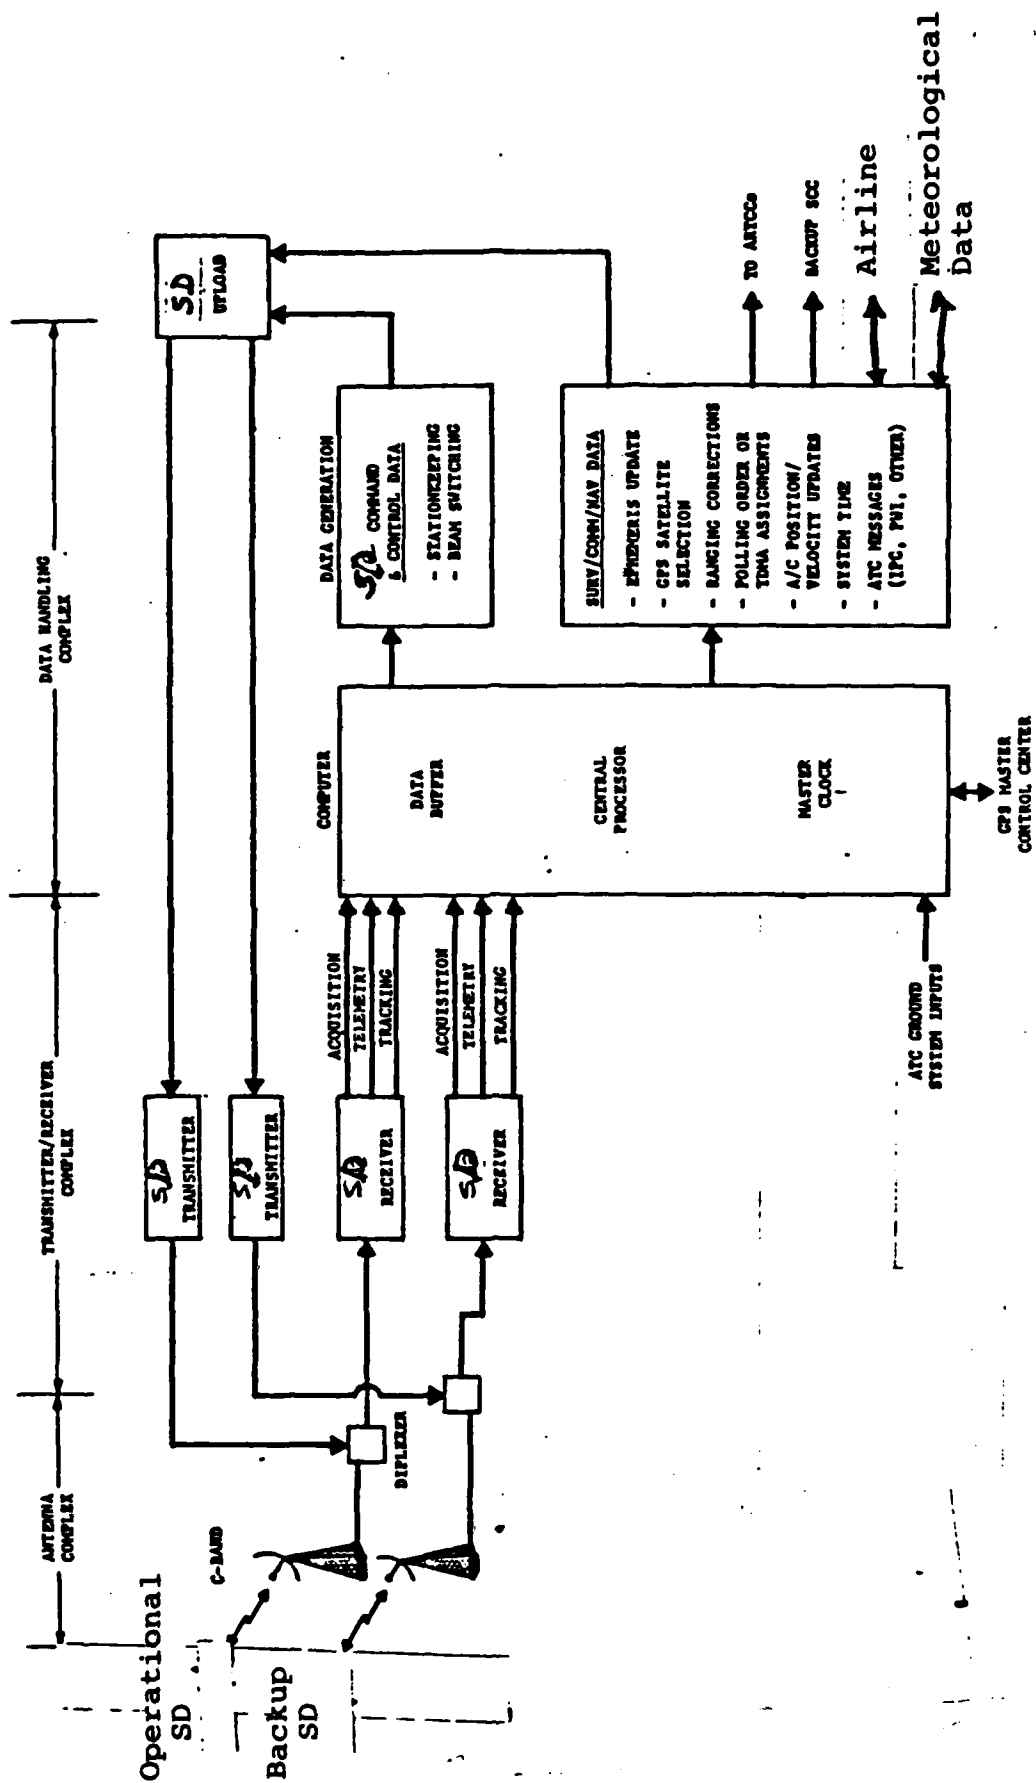 ANTENNA
COMPLEX
TRANSMITTER/RECEIVER
COMPLEX
DATA HANDLING
COMPLEX
Operational
SD
Backup
SD
C-BAND
DIPLEXER
S/D
TRANSMITTER
S/D
TRANSMITTER
S/D
RECEIVER
S/D
RECEIVER
ACQUISITION
TELEMETRY
TRACKING
ACQUISITION
TELEMETRY
TRACKING
COMPUTER
DATA
BUFFER
CENTRAL
PROCESSOR
MASTER
CLOCK
ATC GROUND
SYSTEM INPUTS
GPS MASTER
CONTROL CENTER
DATA GENERATION
S/D COMMAND
& CONTROL DATA
- STATIONKEEPING
- BEAM SWITCHING
SD
UPLOAD
SURV/COMM/NAV DATA
- EPHEMERIS UPDATE
- GPS SATELLITE
SELECTION
- RANGING CORRECTIONS
- POLLING ORDER OR
TDMA ASSIGNMENTS
- A/C POSITION/
VELOCITY UPDATES
- SYSTEM TIME
- ATC MESSAGES
(IPC, PWI, OTHER)
TO ARTCCs
BACKUP SCC
Airline
Meteorological
Data